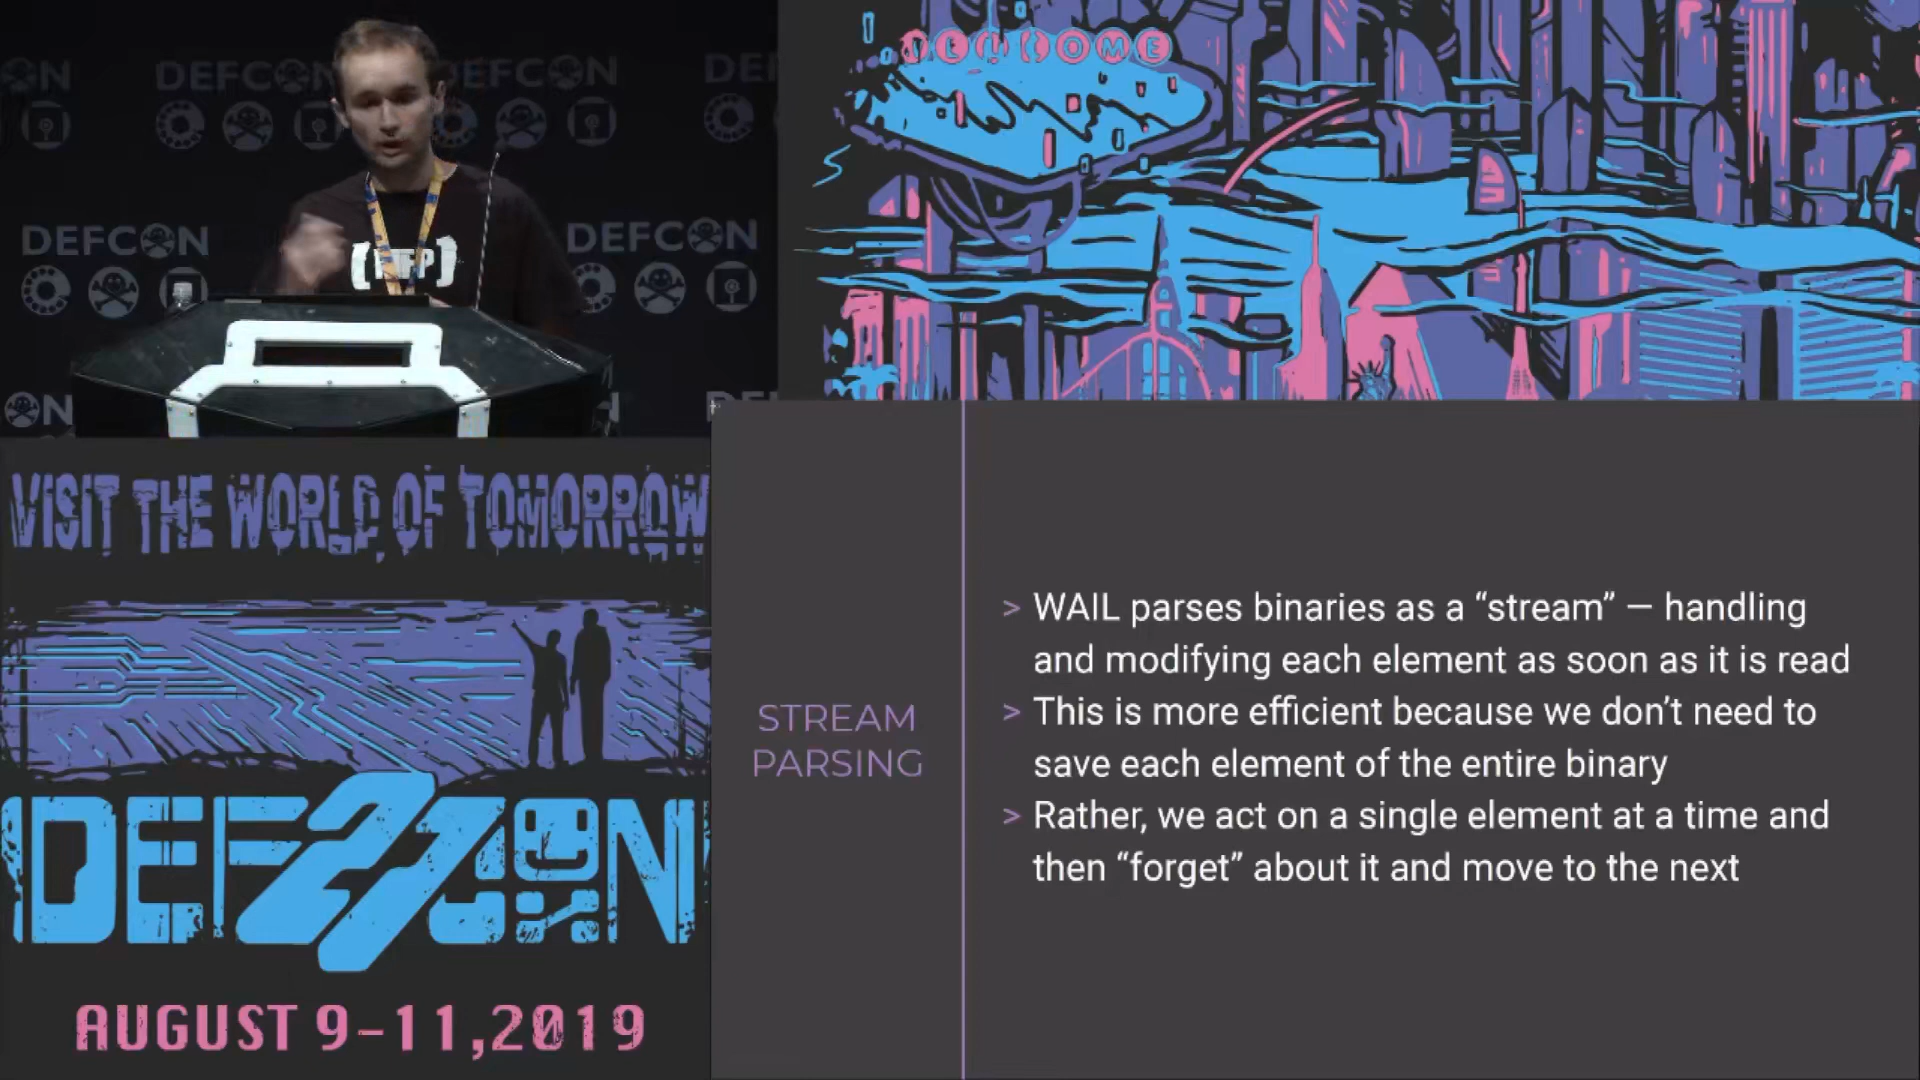 DEFCON
DEFCON
DEF
DEFCON
DEFCON
WELCOME
VISIT THE WORLD OF TOMORROW
DEFCON
27
AUGUST 9-11,2019
STREAM
PARSING
> WAIL parses binaries as a “stream” — handling
and modifying each element as soon as it is read
> This is more efficient because we don’t need to
save each element of the entire binary
> Rather, we act on a single element at a time and
then “forget” about it and move to the next